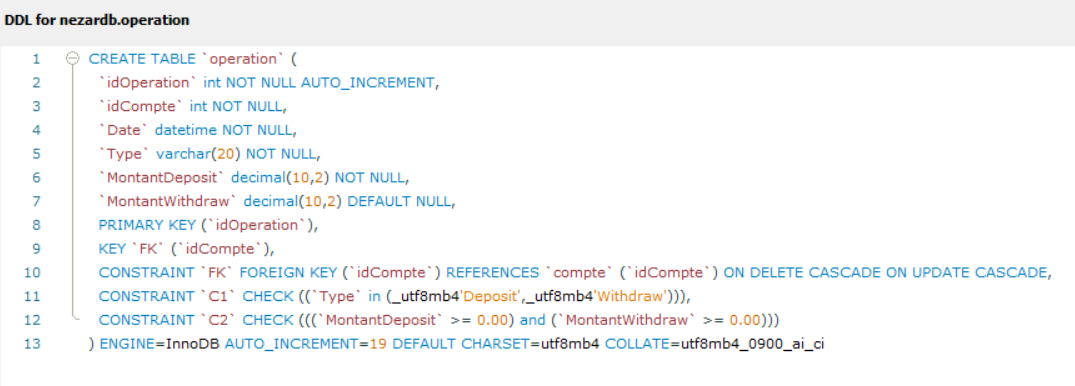 DDL for nezardb.operation
1 CREATE TABLE `operation` (
2 `idOperation` int NOT NULL AUTO_INCREMENT,
3 `idCompte` int NOT NULL,
4 `Date` datetime NOT NULL,
5 `Type` varchar(20) NOT NULL,
6 `MontantDeposit` decimal(10,2) NOT NULL,
7 `MontantWithdraw` decimal(10,2) DEFAULT NULL,
8 PRIMARY KEY (`idOperation`),
9 KEY `FK` (`idCompte`),
10 CONSTRAINT `FK` FOREIGN KEY (`idCompte`) REFERENCES `compte` (`idCompte`) ON DELETE CASCADE ON UPDATE CASCADE,
11 CONSTRAINT `C1` CHECK ((`Type` in (_utf8mb4'Deposit',_utf8mb4'Withdraw'))),
12 CONSTRAINT `C2` CHECK (((`MontantDeposit` >= 0.00) and (`MontantWithdraw` >= 0.00)))
13 ) ENGINE=InnoDB AUTO_INCREMENT=19 DEFAULT CHARSET=utf8mb4 COLLATE=utf8mb4_0900_ai_ci